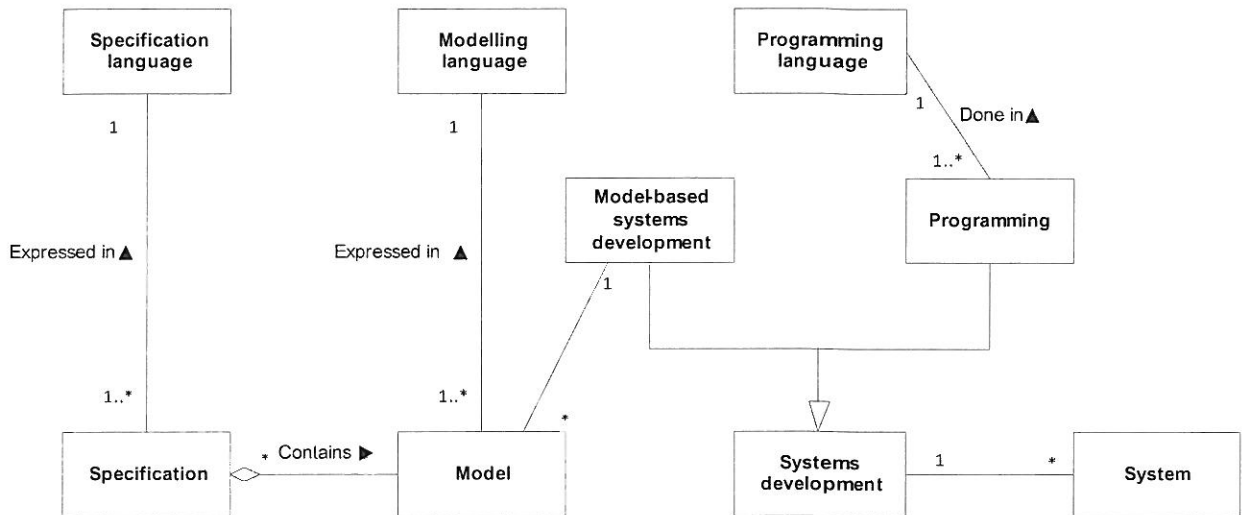 Specification
language
Modelling
language
Programming
language
1
1
1
Done in ▲
1..*
Model-based
systems
development
Programming
Expressed in ▲
Expressed in ▲
1
1..*
1..*
*
* Contains ▶
Specification
Model
Systems
development
1
*
System